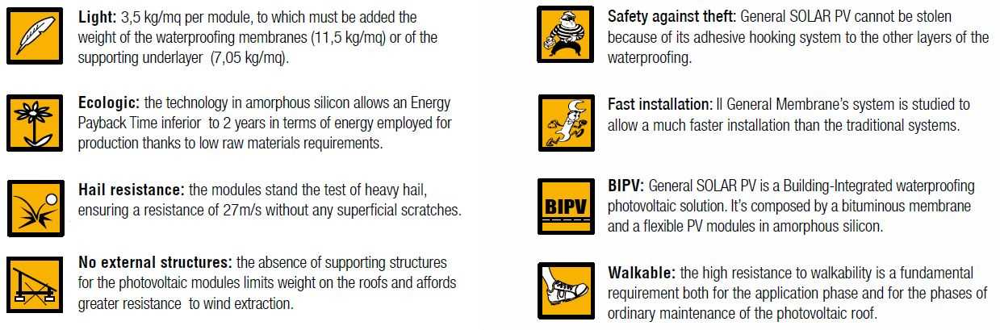 Light: 3,5 kg/mq per module, to which must be added the
weight of the waterproofing membranes (11,5 kg/mq) or of the
supporting underlayer (7,05 kg/mq).
Ecologic: the technology in amorphous silicon allows an Energy
Payback Time inferior to 2 years in terms of energy employed for
production thanks to low raw materials requirements.
Hail resistance: the modules stand the test of heavy hail,
ensuring a resistance of 27m/s without any superficial scratches.
No external structures: the absence of supporting structures
for the photovoltaic modules limits weight on the roofs and affords
greater resistance to wind extraction.
Safety against theft: General SOLAR PV cannot be stolen
because of its adhesive hooking system to the other layers of the
waterproofing.
Fast installation: Il General Membrane's system is studied to
allow a much faster installation than the traditional systems.
BIPV
BIPV: General SOLAR PV is a Building-Integrated waterproofing
photovoltaic solution. It's composed by a bituminous membrane
and a flexible PV modules in amorphous silicon.
Walkable: the high resistance to walkability is a fundamental
requirement both for the application phase and for the phases of
ordinary maintenance of the photovoltaic roof.